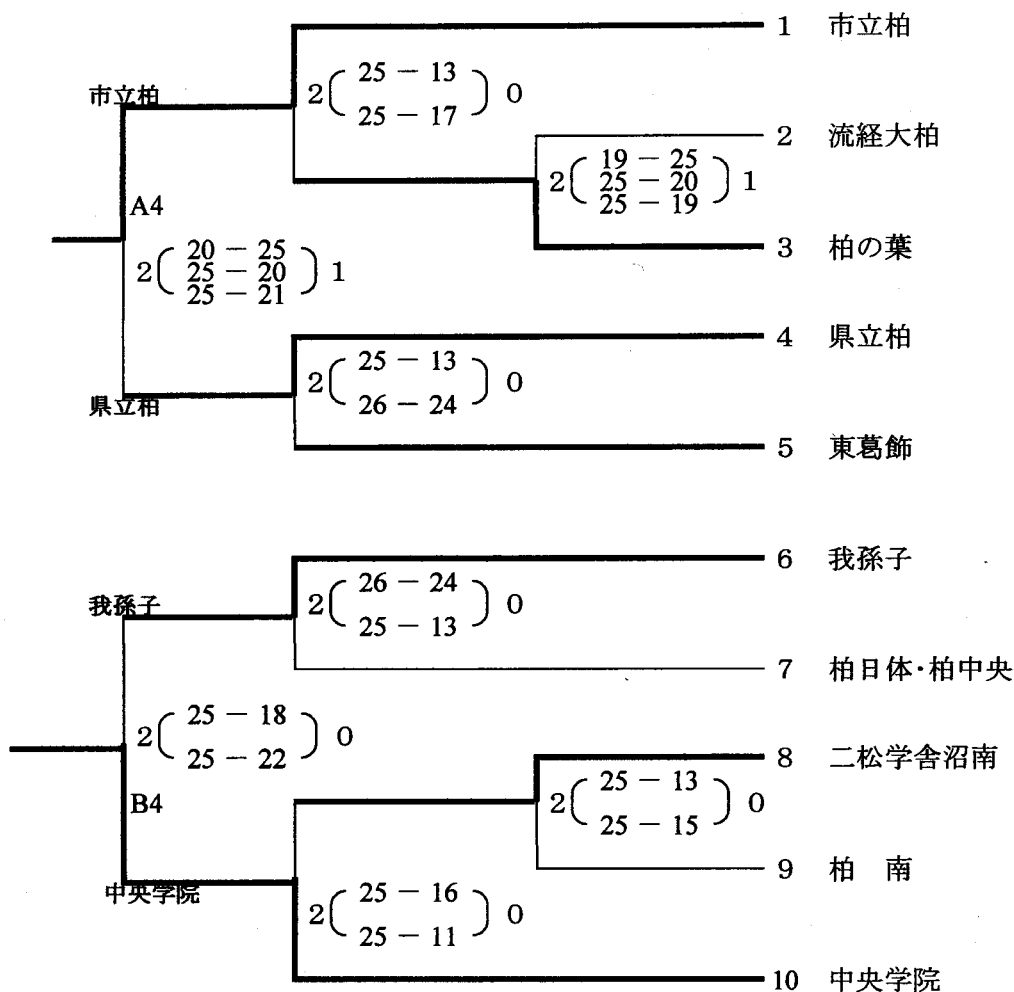 1 市立柏
市立柏
2 ( 25 − 13 ) 0
25 − 17
2 流経大柏
19 − 25
2 ( 25 − 20 ) 1
25 − 19
A4
3 柏の葉
20 − 25
2 ( 25 − 20 ) 1
25 − 21
4 県立柏
2 ( 25 − 13 ) 0
26 − 24
県立柏
5 東葛飾
6 我孫子
我孫子
2 ( 26 − 24 ) 0
25 − 13
7 柏日体・柏中央
2 ( 25 − 18 ) 0
25 − 22
8 二松学舎沼南
B4
2 ( 25 − 13 ) 0
25 − 15
9 柏 南
中央学院
2 ( 25 − 16 ) 0
25 − 11
10 中央学院